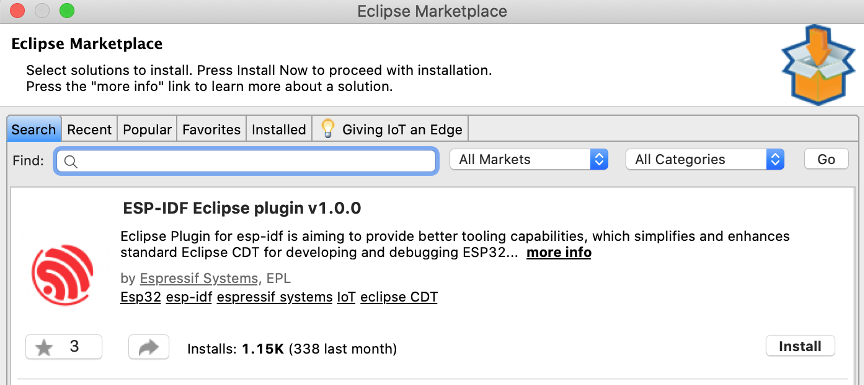 Eclipse Marketplace
Eclipse Marketplace
Select solutions to install. Press Install Now to proceed with installation.
Press the "more info" link to learn more about a solution.
Search Recent Popular Favorites Installed Giving IoT an Edge
Find: All Markets All Categories Go
ESP-IDF Eclipse plugin v1.0.0
Eclipse Plugin for esp-idf is aiming to provide better tooling capabilities, which simplifies and enhances
standard Eclipse CDT for developing and debugging ESP32... more info
by Espressif Systems, EPL
Esp32 esp-idf espressif systems IoT eclipse CDT
3 Installs: 1.15K (338 last month) Install